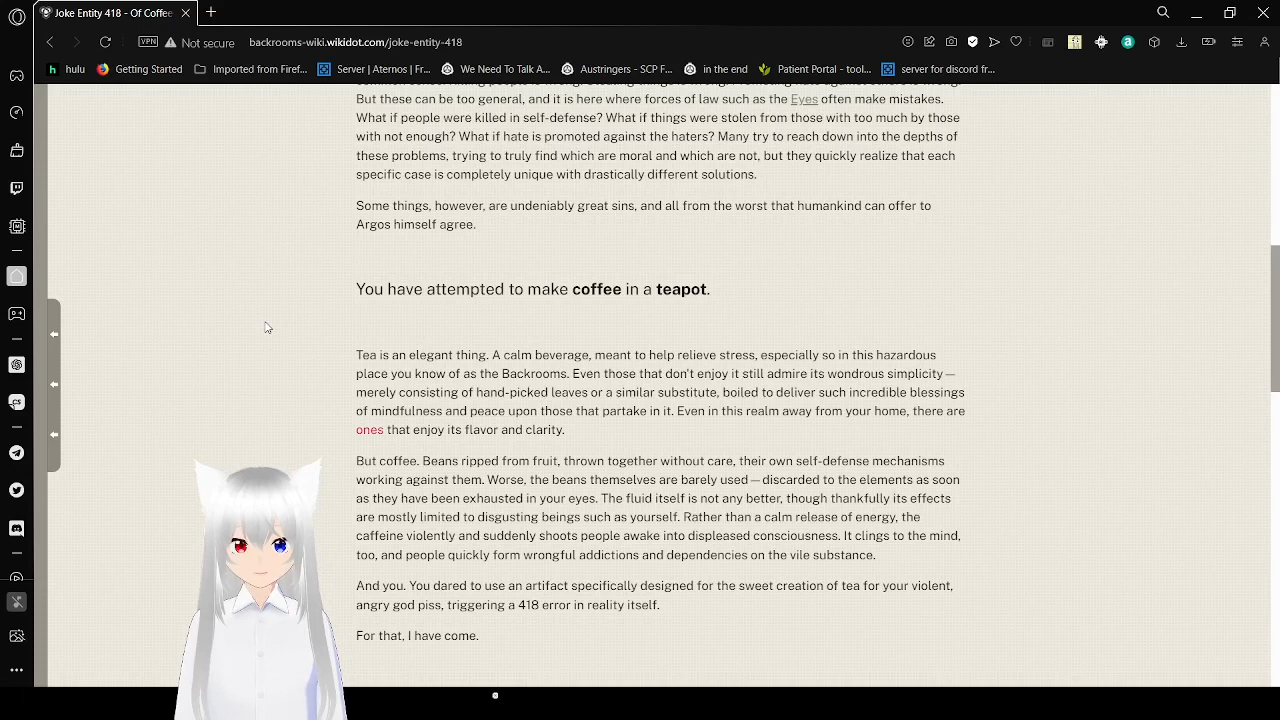 Joke Entity 418 - Of Coffee
VPN Not secure backrooms-wiki.wikidot.com/joke-entity-418
hulu Getting Started Imported from Firef... Server | Aternos | Fr... We Need To Talk A... Austringers - SCP F... in the end Patient Portal - tool... server for discord fr...
But these can be too general, and it is here where forces of law such as the Eyes often make mistakes.
What if people were killed in self-defense? What if things were stolen from those with too much by those
with not enough? What if hate is promoted against the haters? Many try to reach down into the depths of
these problems, trying to truly find which are moral and which are not, but they quickly realize that each
specific case is completely unique with drastically different solutions.
Some things, however, are undeniably great sins, and all from the worst that humankind can offer to
Argos himself agree.
You have attempted to make coffee in a teapot.
Tea is an elegant thing. A calm beverage, meant to help relieve stress, especially so in this hazardous
place you know of as the Backrooms. Even those that don't enjoy it still admire its wondrous simplicity—
merely consisting of hand-picked leaves or a similar substitute, boiled to deliver such incredible blessings
of mindfulness and peace upon those that partake in it. Even in this realm away from your home, there are
ones that enjoy its flavor and clarity.
But coffee. Beans ripped from fruit, thrown together without care, their own self-defense mechanisms
working against them. Worse, the beans themselves are barely used—discarded to the elements as soon
as they have been exhausted in your eyes. The fluid itself is not any better, though thankfully its effects
are mostly limited to disgusting beings such as yourself. Rather than a calm release of energy, the
caffeine violently and suddenly shoots people awake into displeased consciousness. It clings to the mind,
too, and people quickly form wrongful addictions and dependencies on the vile substance.
And you. You dared to use an artifact specifically designed for the sweet creation of tea for your violent,
angry god piss, triggering a 418 error in reality itself.
For that, I have come.